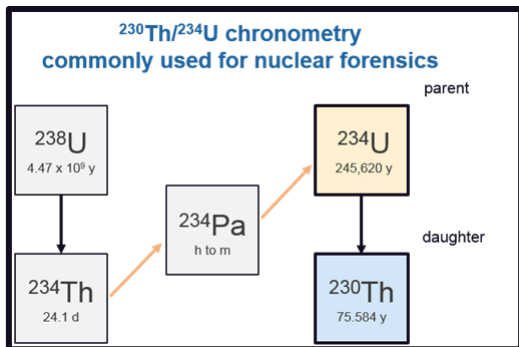 ²³⁰Th/²³⁴U chronometry
commonly used for nuclear forensics
parent
²³⁸U
4.47 x 10⁹ y
²³⁴U
245,620 y
²³⁴Pa
h to m
daughter
²³⁴Th
24.1 d
²³⁰Th
75.584 y